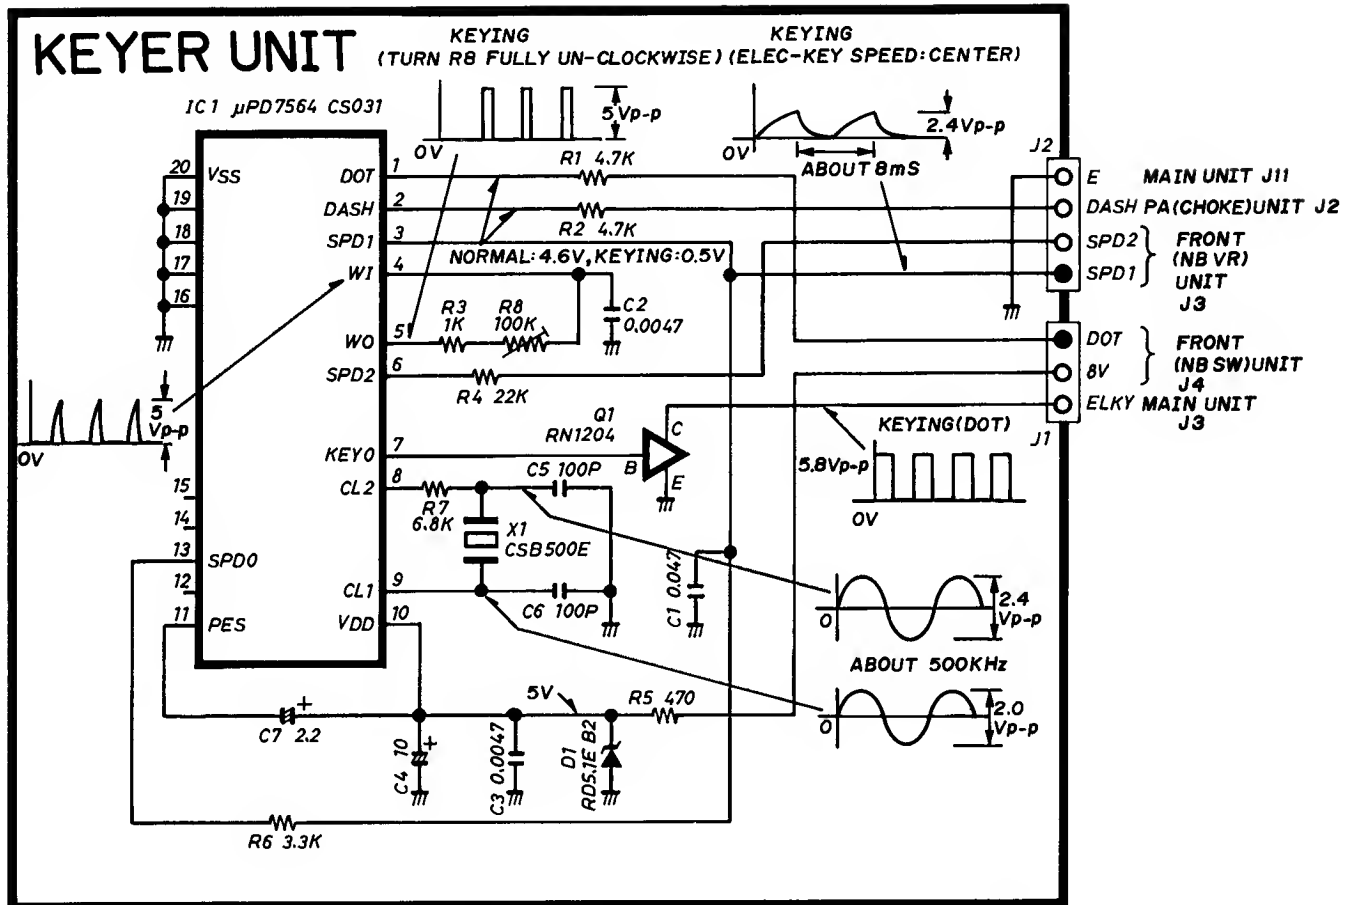 KEYER UNIT
KEYING
(TURN R8 FULLY UN-CLOCKWISE)
KEYING
(ELEC-KEY SPEED:CENTER)
IC1 µPD7564 CS031
5 Vp-p
0V
2.4Vp-p
0V
ABOUT 8mS
J2
20 VSS
19
18
17
16
15
14
13 SPD0
12
11 PES
DOT 1
DASH 2
SPD1 3
WI 4
WO 5
SPD2 6
KEYO 7
CL2 8
CL1 9
VDD 10
R1 4.7K
R2 4.7K
NORMAL:4.6V, KEYING:0.5V
R3 1K
R8 100K
C2 0.0047
R4 22K
E MAIN UNIT J11
DASH PA(CHOKE)UNIT J2
SPD2
SPD1
FRONT
(NB VR)
UNIT
J3
DOT
8V
FRONT
(NB SW)UNIT
J4
ELKY MAIN UNIT
J3
J1
5 Vp-p
0V
Q1
RN1204
C
B
E
KEYING(DOT)
5.8Vp-p
0V
C5 100P
R7
6.8K
X1
CSB500E
C6 100P
C1 0.047
2.4
Vp-p
0
ABOUT 500KHz
2.0
Vp-p
0
5V
R5 470
+
C7 2.2
C4 10
+
C3 0.0047
D1
RD5.1E B2
R6 3.3K